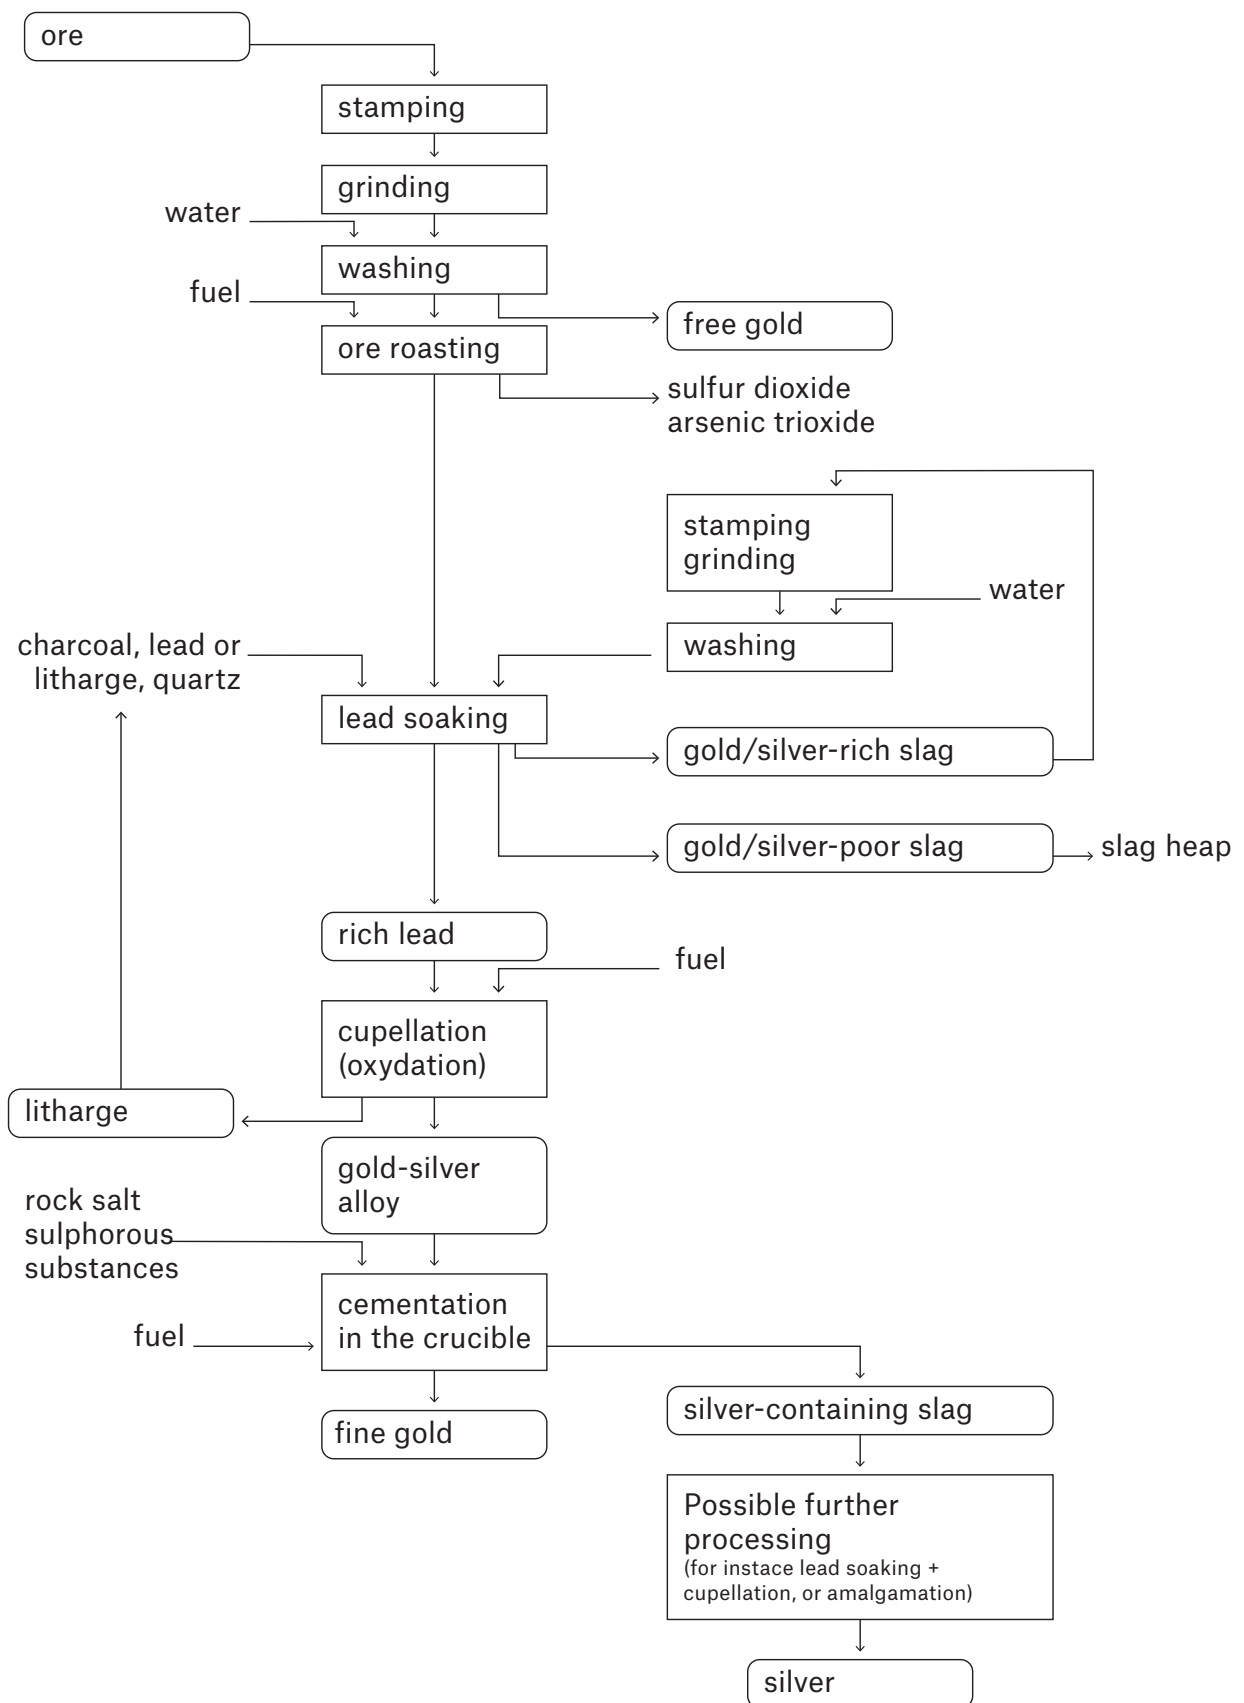 ore
stamping
grinding
water
washing
fuel
free gold
ore roasting
sulfur dioxide
arsenic trioxide
stamping
grinding
water
charcoal, lead or
litharge, quartz
washing
lead soaking
gold/silver-rich slag
gold/silver-poor slag
slag heap
rich lead
fuel
cupellation
(oxydation)
litharge
gold-silver
alloy
rock salt
sulphorous
substances
cementation
in the crucible
fuel
silver-containing slag
fine gold
Possible further
processing
(for instace lead soaking +
cupellation, or amalgamation)
silver